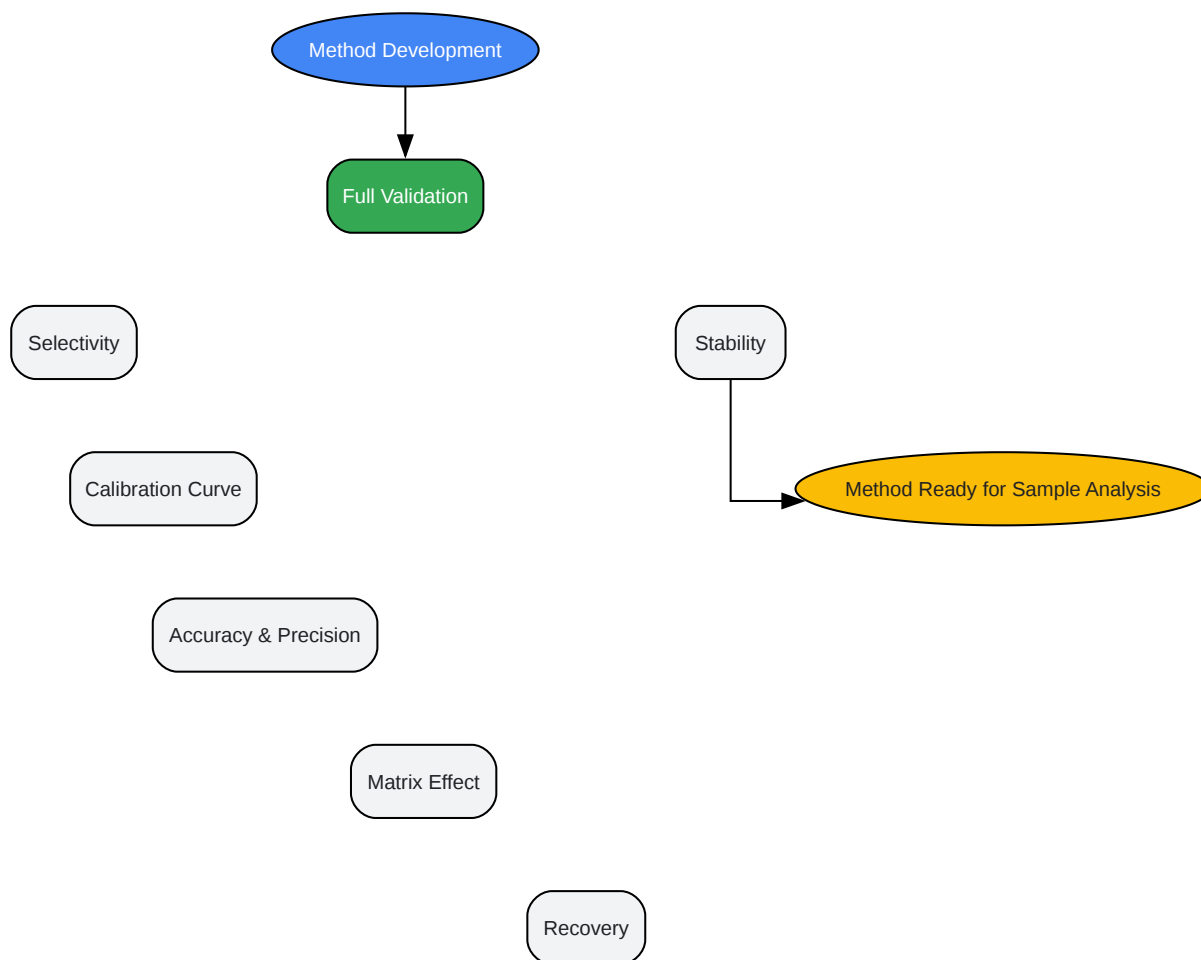 Method Development
Full Validation
Selectivity
Stability
Calibration Curve
Method Ready for Sample Analysis
Accuracy & Precision
Matrix Effect
Recovery